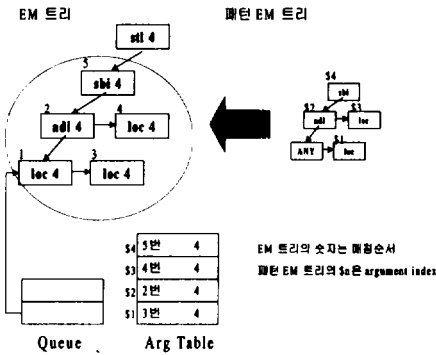 EM 트리
패턴 EM 트리
stl 4
5
sbi 4
2
adi 4
4
loc 4
1
loc 4
3
loc 4
$4
sbi
$2
adi
$3
loc
ANY
$1
loc
$4 5번 4
$3 4번 4
$2 2번 4
$1 3번 4
EM 트리의 숫자는 매칭순서
패턴 EM 트리의 $n은 argument index
Queue
Arg Table